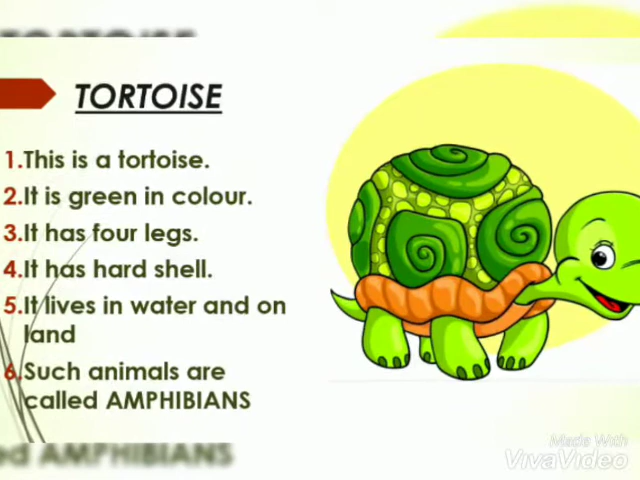 TORTOISE
1.This is a tortoise.
2.It is green in colour.
3.It has four legs.
4.It has hard shell.
5.It lives in water and on
land
6.Such animals are
called AMPHIBIANS
ed AMPHIBIANS
Made With
VivaVideo